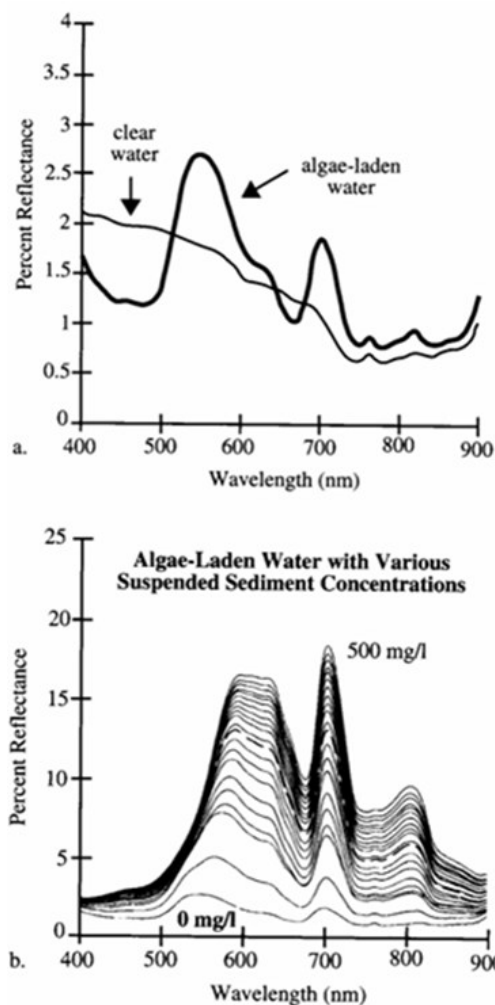 4
3.5
3
2.5
2
1.5
1
0.5
0
Percent Reflectance
clear
water
algae-laden
water
400
500
600
700
800
900
a.
Wavelength (nm)
25
20
15
10
5
0
Percent Reflectance
Algae-Laden Water with Various
Suspended Sediment Concentrations
500 mg/l
0 mg/l
400
500
600
700
800
900
b.
Wavelength (nm)